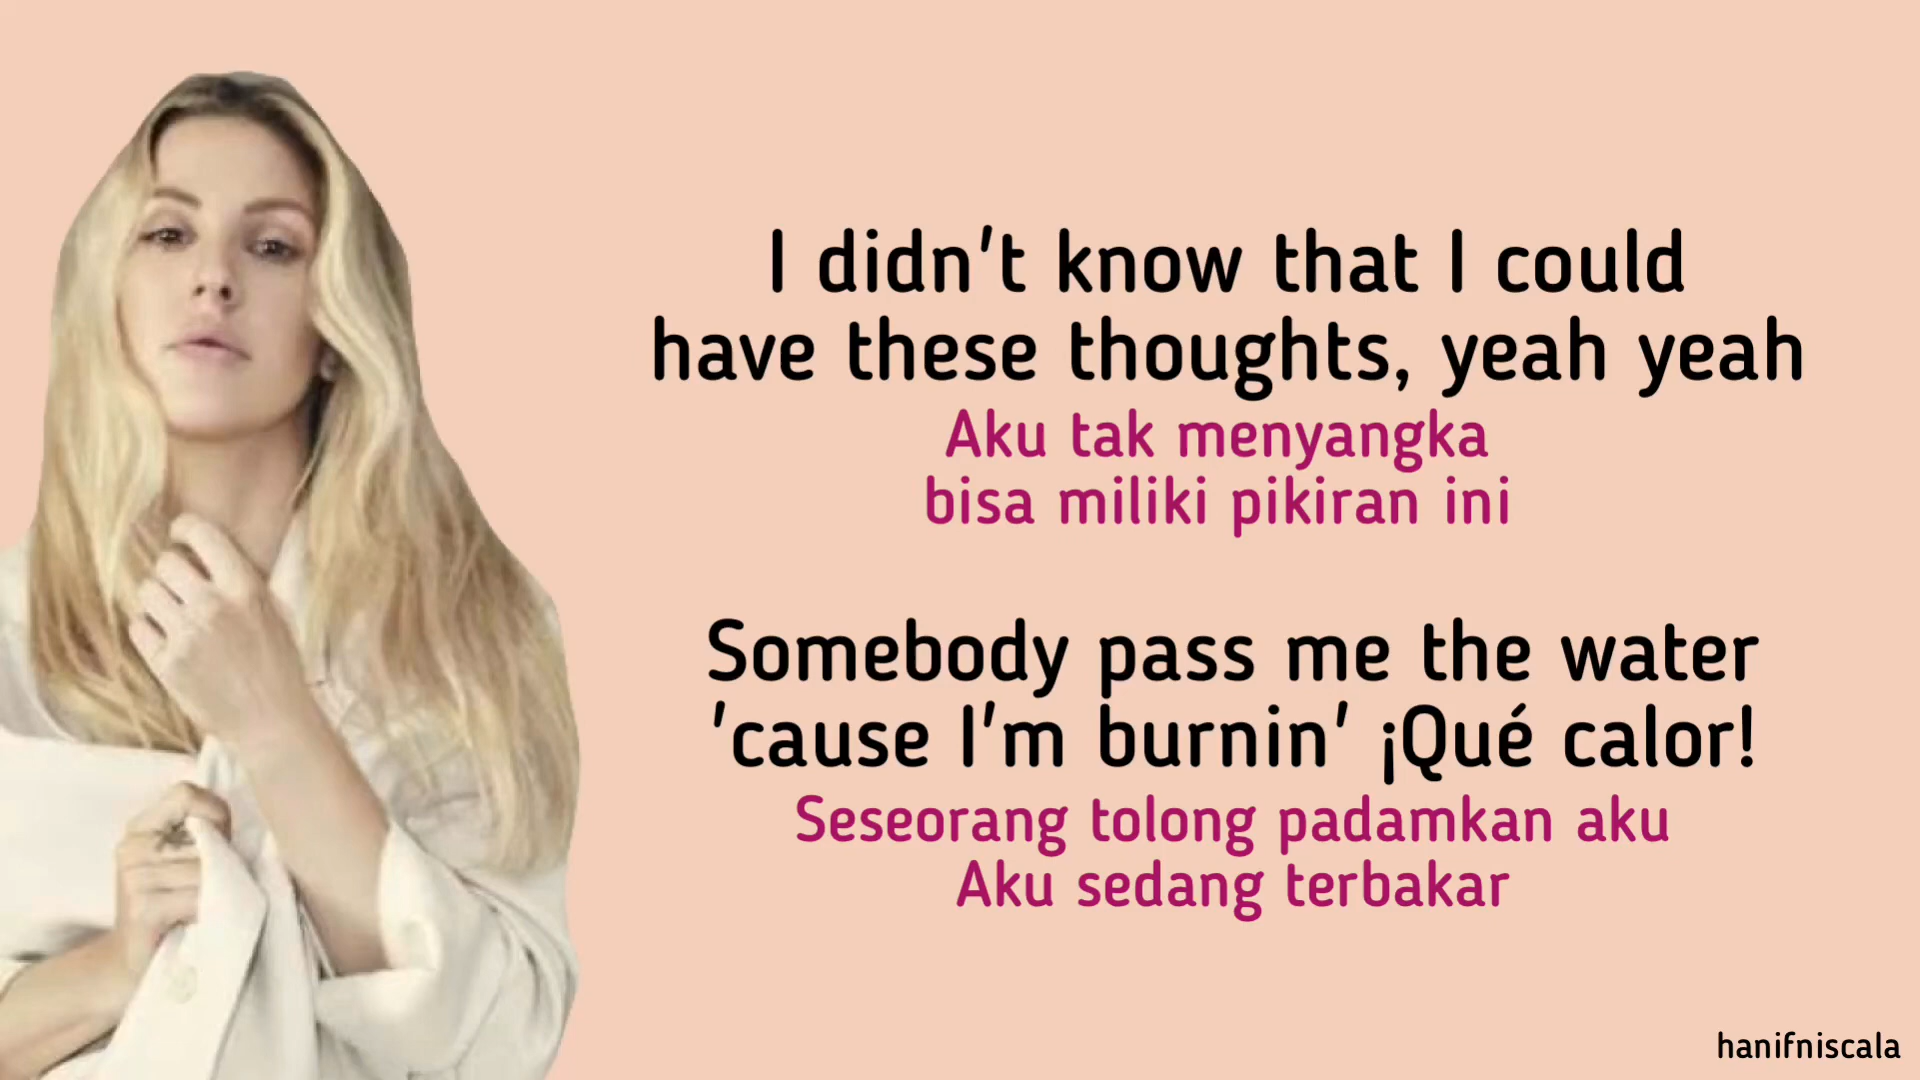 I didn't know that I could
have these thoughts, yeah yeah
Aku tak menyangka
bisa miliki pikiran ini
Somebody pass me the water
'cause I'm burnin' ¡Qué calor!
Seseorang tolong padamkan aku
Aku sedang terbakar
hanifniscala